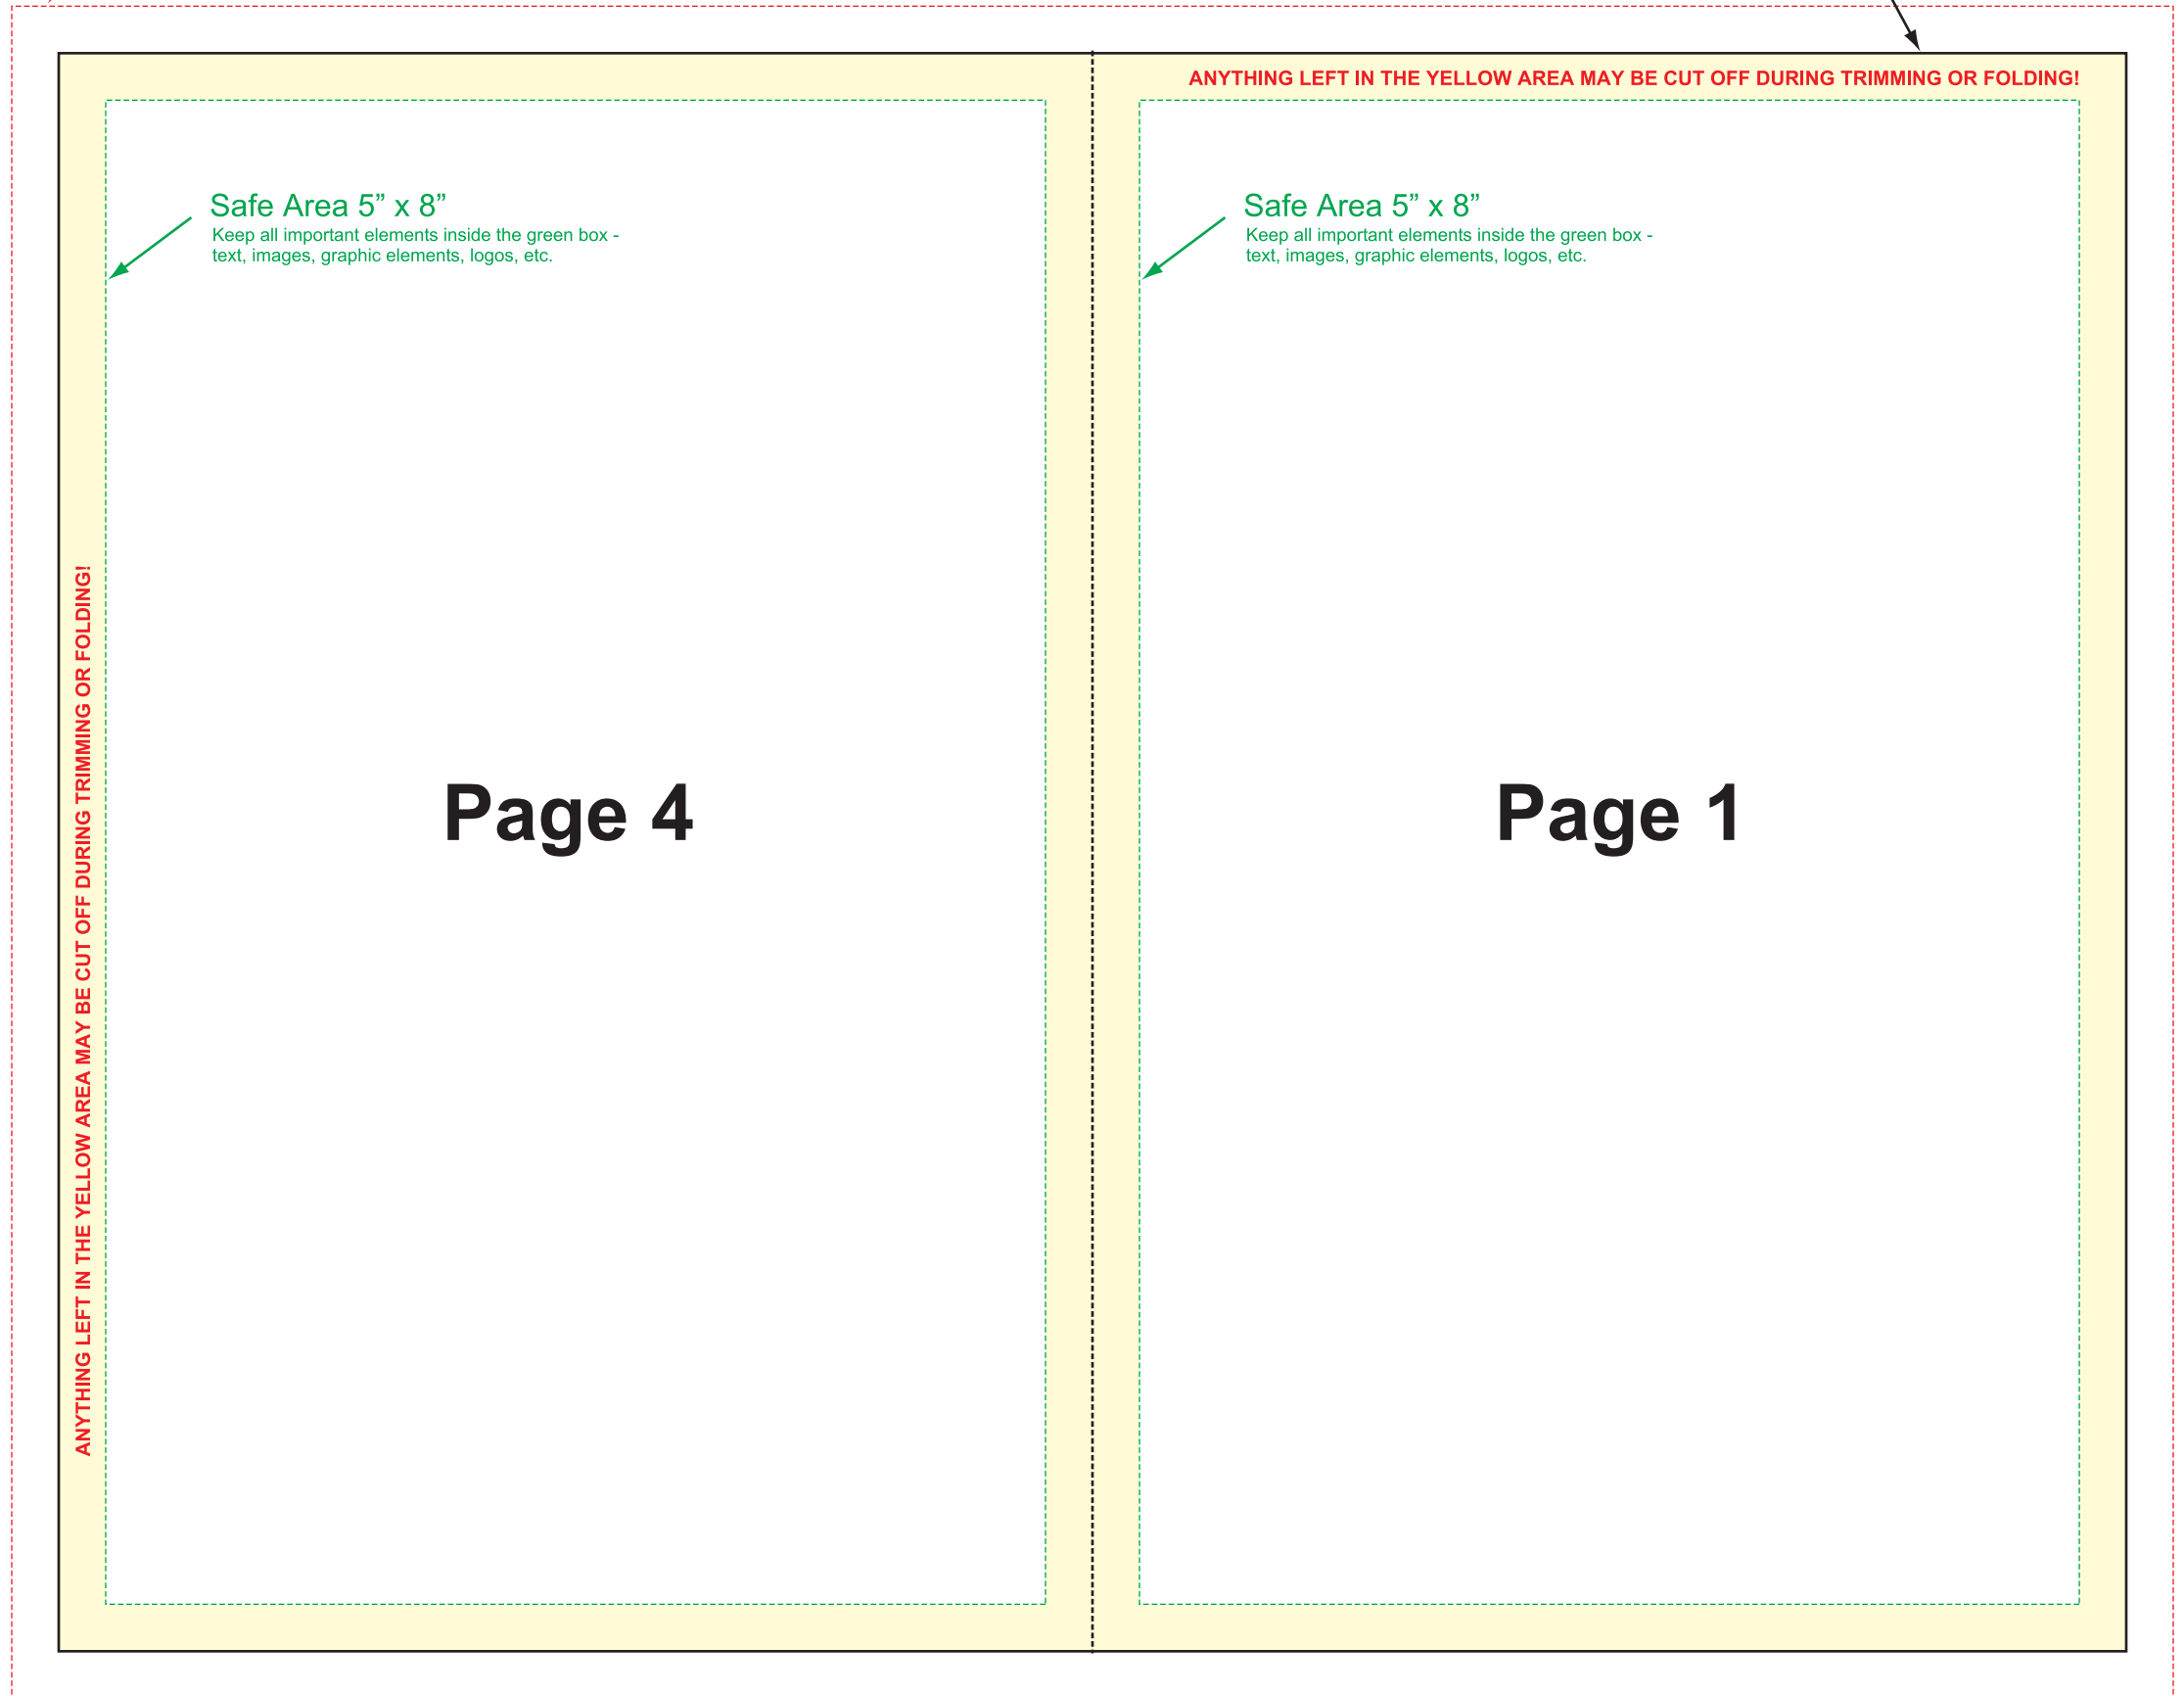 ANYTHING LEFT IN THE YELLOW AREA MAY BE CUT OFF DURING TRIMMING OR FOLDING!
Safe Area 5” x 8”
Keep all important elements inside the green box -
text, images, graphic elements, logos, etc.
Safe Area 5” x 8”
Keep all important elements inside the green box -
text, images, graphic elements, logos, etc.
ANYTHING LEFT IN THE YELLOW AREA MAY BE CUT OFF DURING TRIMMING OR FOLDING!
Page 4
Page 1